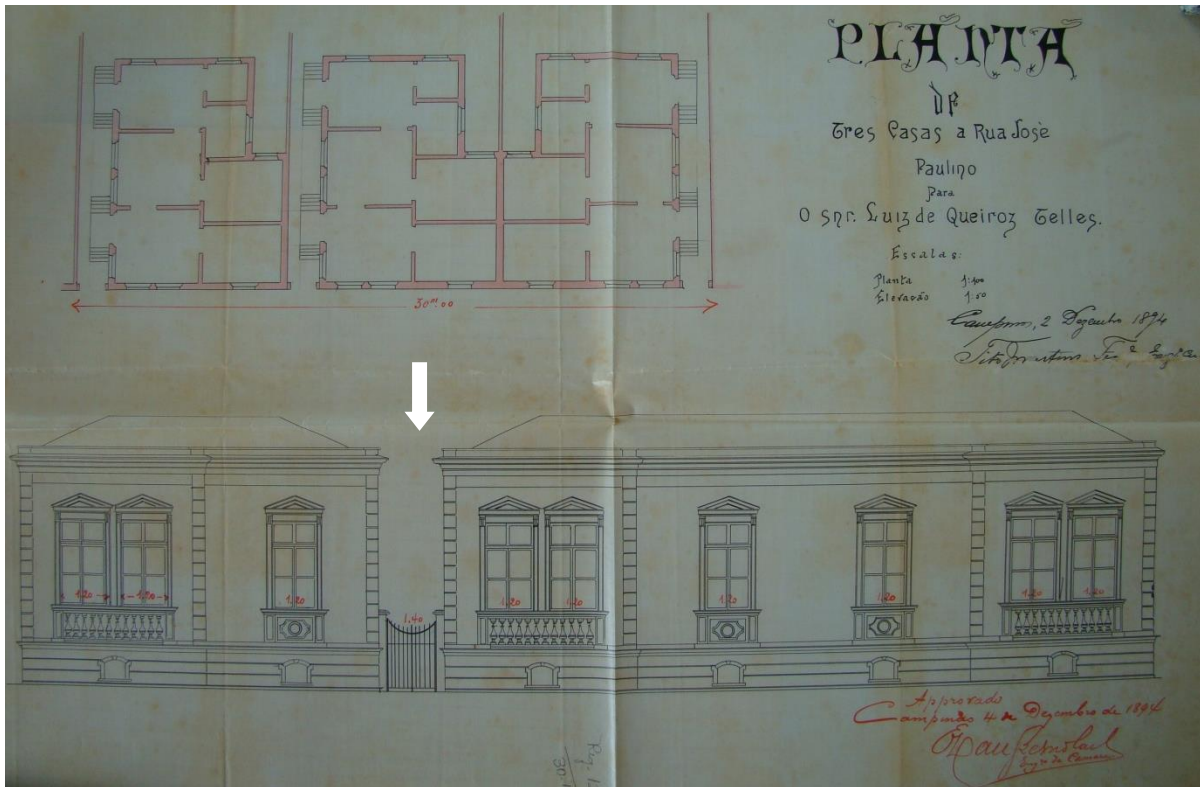 PLANTA
DE
Tres Casas a Rua José
Paulino
Para
O Snr. Luiz de Queiroz Telles.
Escalas:
Planta 1:100
Elevação 1:50
Campinas, 2 Dezembro 1894
30m.00
1.20
1.20
1.20
1.40
1.20
1.20
1.20
1.20
1.20
1.20
Approvado
Campinas 4 de Dezembro de 1894